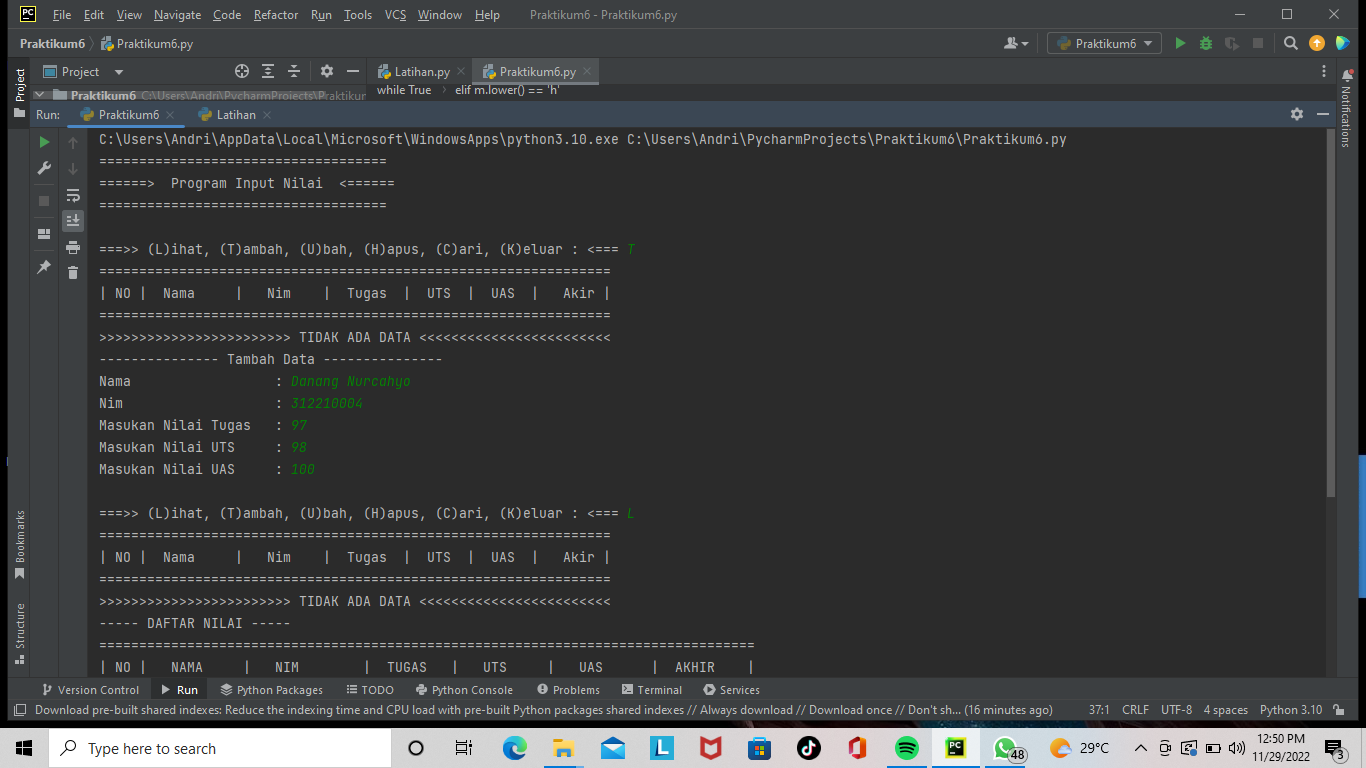 PC File Edit View Navigate Code Refactor Run Tools VCS Window Help Praktikum6 - Praktikum6.py
Praktikum6 Praktikum6.py Praktikum6
Project Latihan.py Praktikum6.py
Project
Praktikum6 C:\Users\Andri\PycharmProjects\Praktikum
while True elif m.lower() == 'h'
Notifications
Run: Praktikum6 Latihan
C:\Users\Andri\AppData\Local\Microsoft\WindowsApps\python3.10.exe C:\Users\Andri\PycharmProjects\Praktikum6\Praktikum6.py
====================================
======>  Program Input Nilai  <======
====================================
===>> (L)ihat, (T)ambah, (U)bah, (H)apus, (C)ari, (K)eluar : <=== T
================================================================
| NO |  Nama     |   Nim    |  Tugas  |  UTS  |  UAS  |   Akir |
================================================================
>>>>>>>>>>>>>>>>>>>>>>>> TIDAK ADA DATA <<<<<<<<<<<<<<<<<<<<<<<<
--------------- Tambah Data ---------------
Nama                  : Danang Nurcahyo
Nim                   : 312210004
Masukan Nilai Tugas   : 97
Masukan Nilai UTS     : 98
Masukan Nilai UAS     : 100
===>> (L)ihat, (T)ambah, (U)bah, (H)apus, (C)ari, (K)eluar : <=== L
================================================================
| NO |  Nama     |   Nim    |  Tugas  |  UTS  |  UAS  |   Akir |
================================================================
>>>>>>>>>>>>>>>>>>>>>>>> TIDAK ADA DATA <<<<<<<<<<<<<<<<<<<<<<<<
----- DAFTAR NILAI -----
==================================================================================
| NO |   NAMA     |   NIM        |  TUGAS   |   UTS     |   UAS      |  AKHIR    |
Bookmarks
Structure
Version Control Run Python Packages TODO Python Console Problems Terminal Services
Download pre-built shared indexes: Reduce the indexing time and CPU load with pre-built Python packages shared indexes // Always download // Download once // Don't sh... (16 minutes ago) 37:1 CRLF UTF-8 4 spaces Python 3.10
Type here to search L PC 48 29°C 12:50 PM 3
11/29/2022